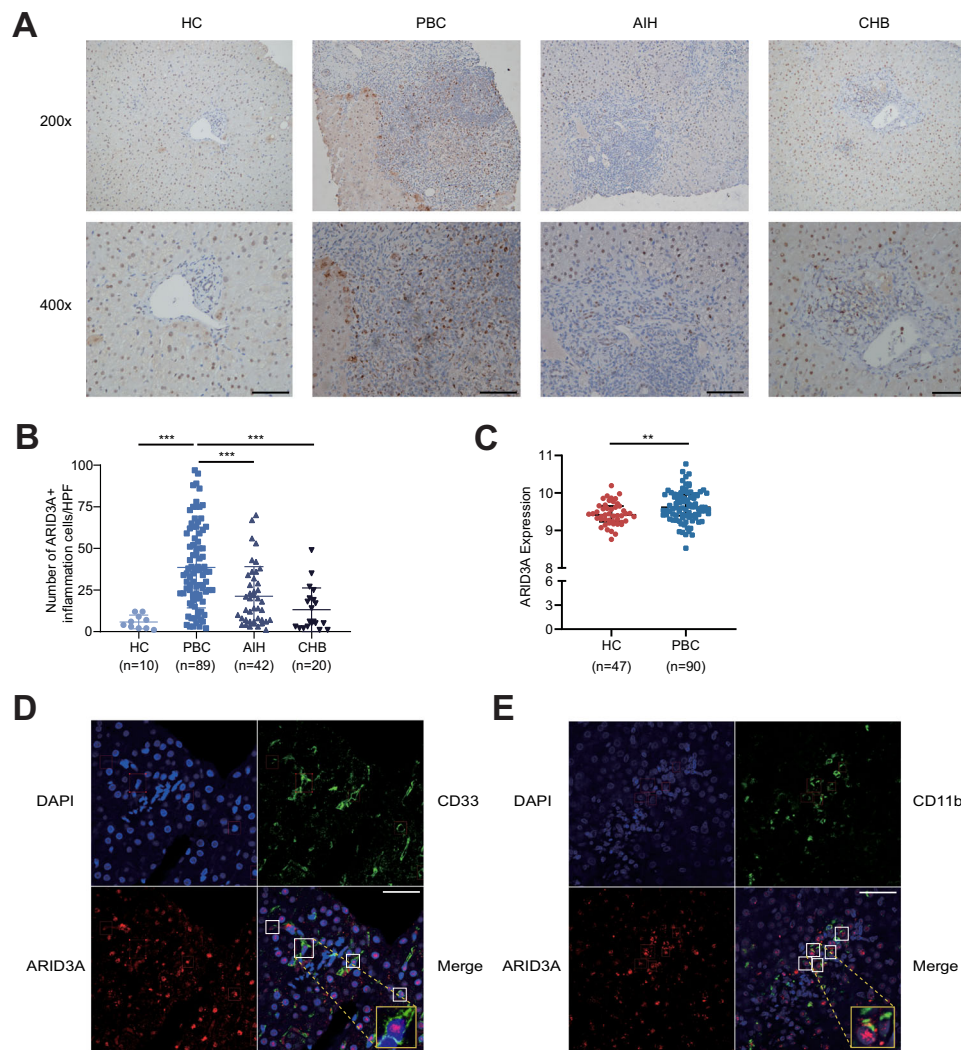 A
HC
PBC
AIH
CHB
200x
400x
B
Number of ARID3A+
inflammation cells/HPF
100
75
50
25
0
***
***
***
HC
PBC
AIH
CHB
(n=10)
(n=89)
(n=42)
(n=20)
C
ARID3A Expression
11
10
9
8
6
3
0
**
HC
PBC
(n=47)
(n=90)
D
DAPI
CD33
ARID3A
Merge
E
DAPI
CD11b
ARID3A
Merge